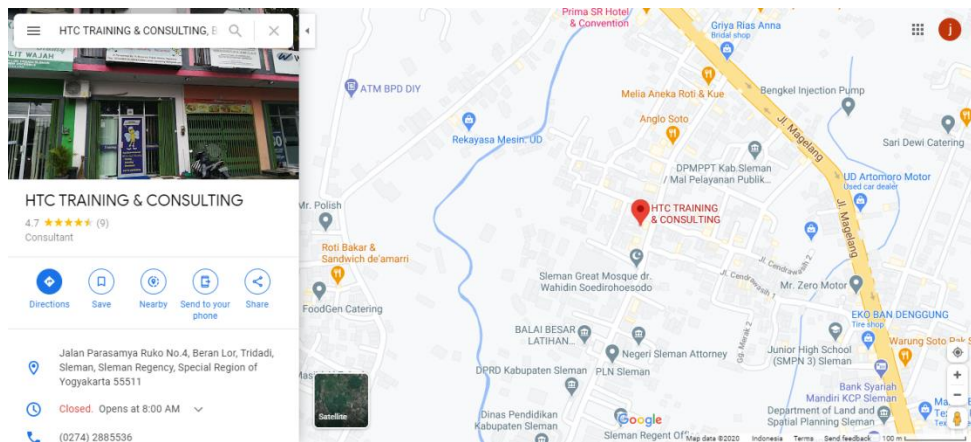 HTC TRAINING & CONSULTING, B
HTC TRAINING & CONSULTING
4.7 (9)
Consultant
Directions
Save
Nearby
Send to your
phone
Share
Jalan Parasamya Ruko No.4, Beran Lor, Tridadi,
Sleman, Sleman Regency, Special Region of
Yogyakarta 55511
Closed. Opens at 8:00 AM
(0274) 2885536
Prima SR Hotel
& Convention
Griya Rias Anna
Bridal shop
j
ATM BPD DIY
Melia Aneka Roti & Kue
Bengkel Injection Pump
Jl. Magelang
Anglo Soto
Rekayasa Mesin. UD
Sari Dewi Catering
DPMPPT Kab.Sleman
/ Mal Pelayanan Publik...
UD Artomoro Motor
Used car dealer
Mr. Polish
HTC TRAINING
& CONSULTING
Jl. Magelang
Roti Bakar &
Sandwich de'amarri
Sleman Great Mosque dr.
Wahidin Soedirohoesodo
Jl. Cendrawasih 1
Jl. Cendrawasih 2
Mr. Zero Motor
FoodGen Catering
EKO BAN DENGGUNG
Tire shop
BALAI BESAR
LATIHAN...
Gg. Merak 2
Negeri Sleman Attorney
Junior High School
(SMPN 3) Sleman
Warung Soto Pak S
DPRD Kabupaten Sleman
PLN Sleman
Bank Syariah
Mandiri KCP Sleman
Satellite
Dinas Pendidikan
Kabupaten Sleman
Google
Department of Land and
Spatial Planning Sleman
Sleman Regent Off
Map data ©2020
Indonesia
Terms
Send feedback
100 m